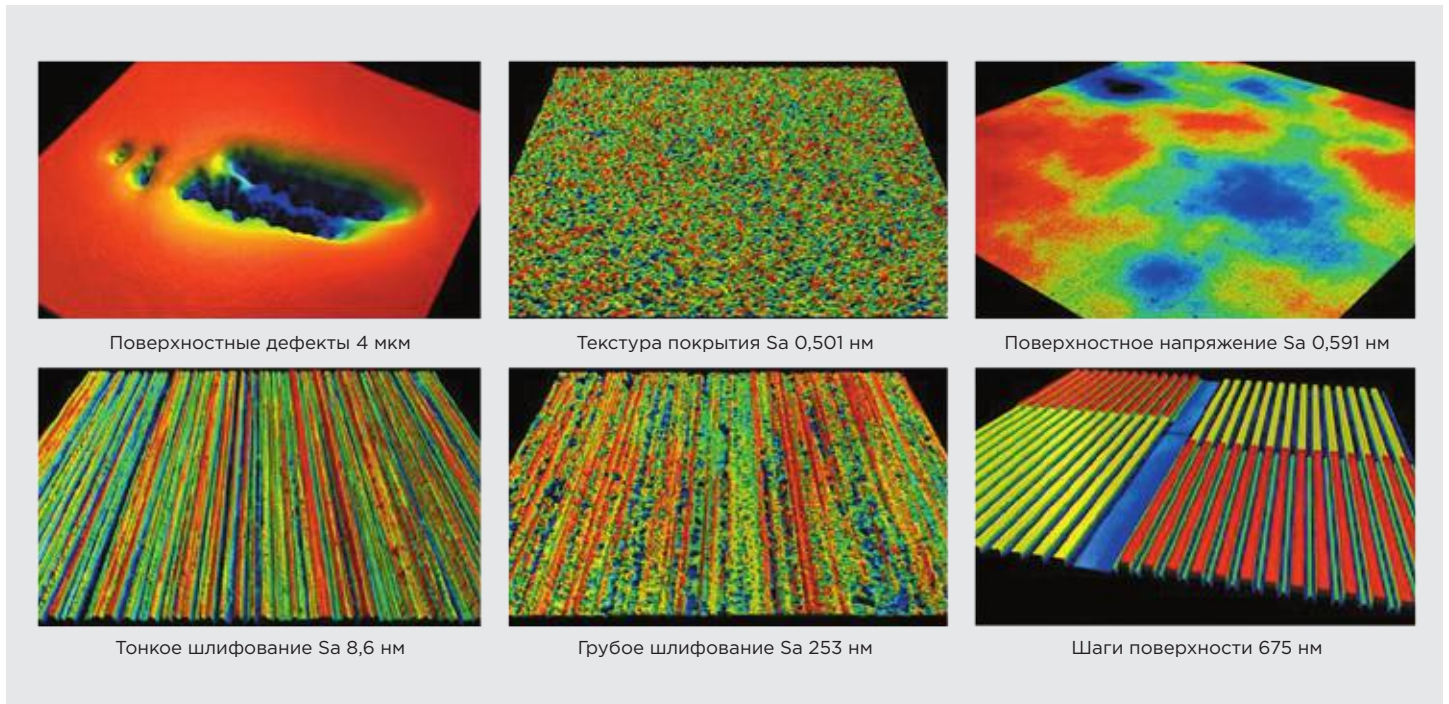 Поверхностные дефекты 4 мкм
Текстура покрытия Sa 0,501 нм
Поверхностное напряжение Sa 0,591 нм
Тонкое шлифование Sa 8,6 нм
Грубое шлифование Sa 253 нм
Шаги поверхности 675 нм